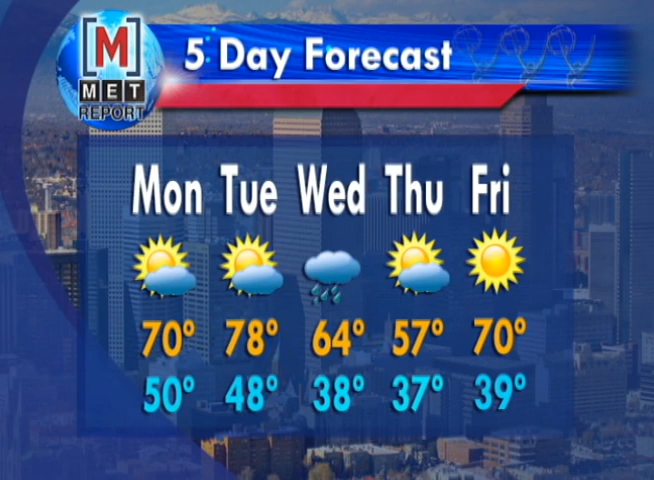 [M]
MET
REPORT
5 Day Forecast
Mon Tue Wed Thu Fri
70° 78° 64° 57° 70°
50° 48° 38° 37° 39°